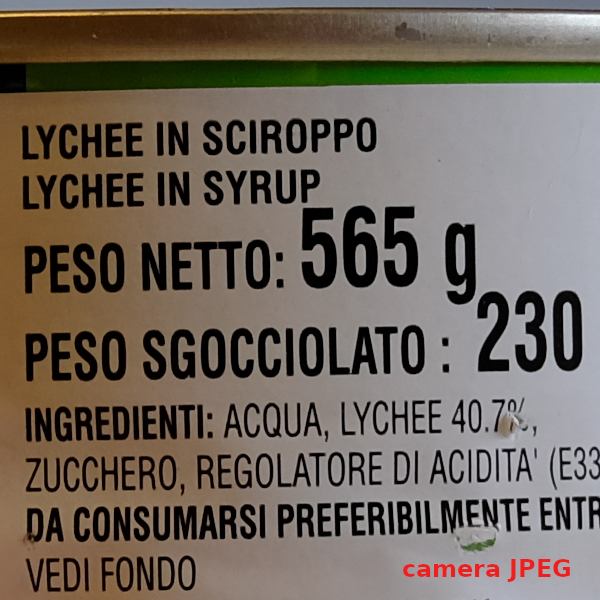 LYCHEE IN SCIROPPO
LYCHEE IN SYRUP
PESO NETTO: 565 g
PESO SGOCCIOLATO : 230
INGREDIENTI: ACQUA, LYCHEE 40.7%,
ZUCCHERO, REGOLATORE DI ACIDITA' (E33
DA CONSUMARSI PREFERIBILMENTE ENTR
VEDI FONDO
camera JPEG